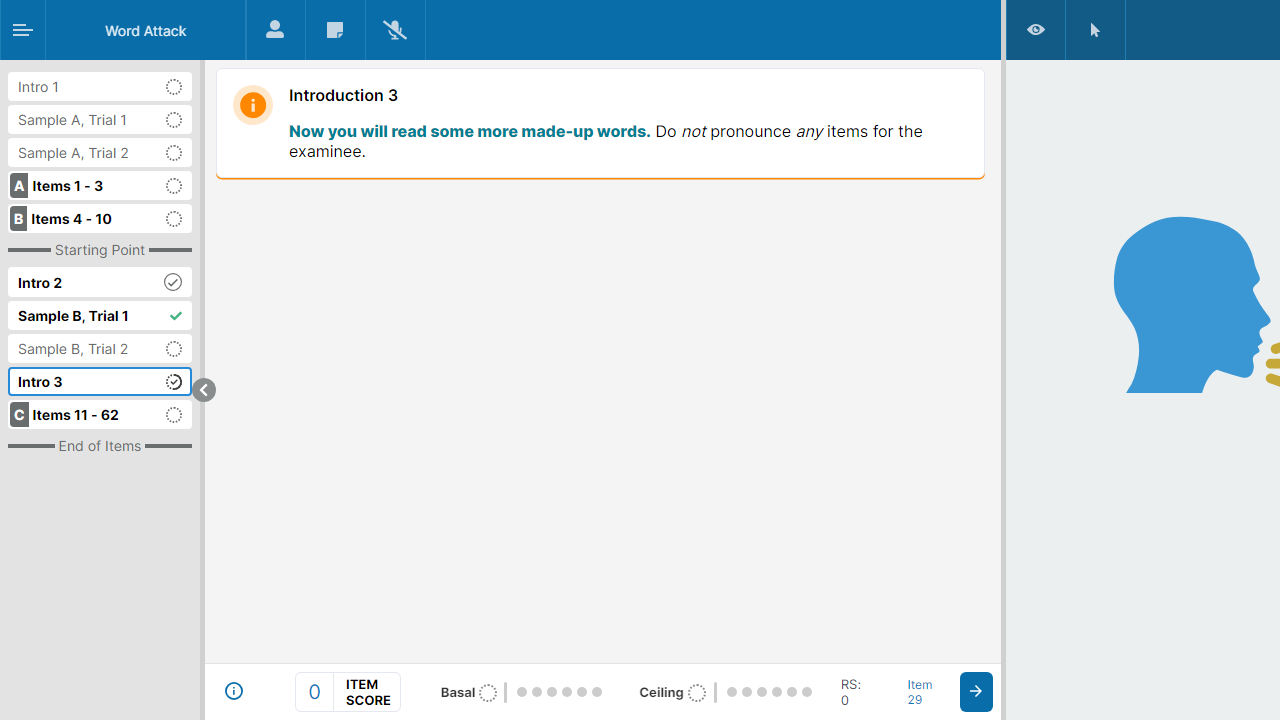 Word Attack
Intro 1
Sample A, Trial 1
Sample A, Trial 2
A Items 1 - 3
B Items 4 - 10
Starting Point
Intro 2
Sample B, Trial 1
Sample B, Trial 2
Intro 3
C Items 11 - 62
End of Items
Introduction 3
Now you will read some more made-up words. Do not pronounce any items for the
examinee.
0
ITEM
SCORE
Basal
Ceiling
RS:
0
Item
29